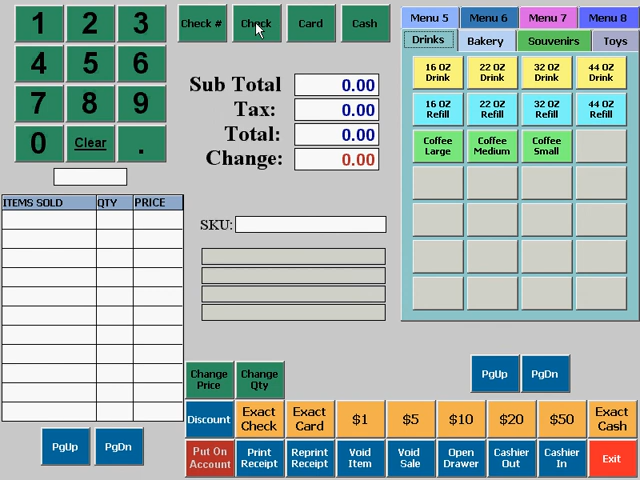 1 2 3
4 5 6
7 8 9
0 Clear .
Check # Check Card Cash
Sub Total 0.00
Tax: 0.00
Total: 0.00
Change: 0.00
SKU:
Menu 5 Menu 6 Menu 7 Menu 8
Drinks Bakery Souvenirs Toys
16 OZ Drink 22 OZ Drink 32 OZ Drink 44 OZ Drink
16 OZ Refill 22 OZ Refill 32 OZ Refill 44 OZ Refill
Coffee Large Coffee Medium Coffee Small
ITEMS SOLD QTY PRICE
PgUp PgDn
PgUp PgDn
Change Price Change Qty
Discount Exact Check Exact Card $1 $5 $10 $20 $50 Exact Cash
Put On Account Print Receipt Reprint Receipt Void Item Void Sale Open Drawer Cashier Out Cashier In Exit